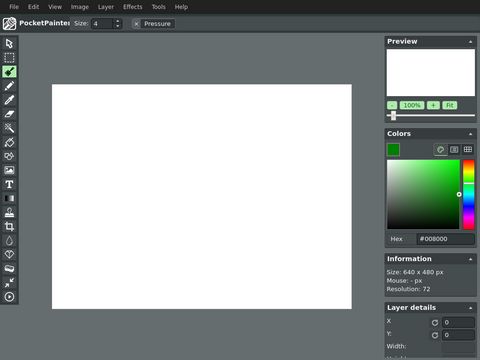 File Edit View Image Layer Effects Tools Help
PocketPainter Size: 4 × Pressure
Preview
- 100% + Fit
Colors
Hex #008000
Information
Size: 640 x 480 px
Mouse: - px
Resolution: 72
Layer details
X 0
Y: 0
Width: